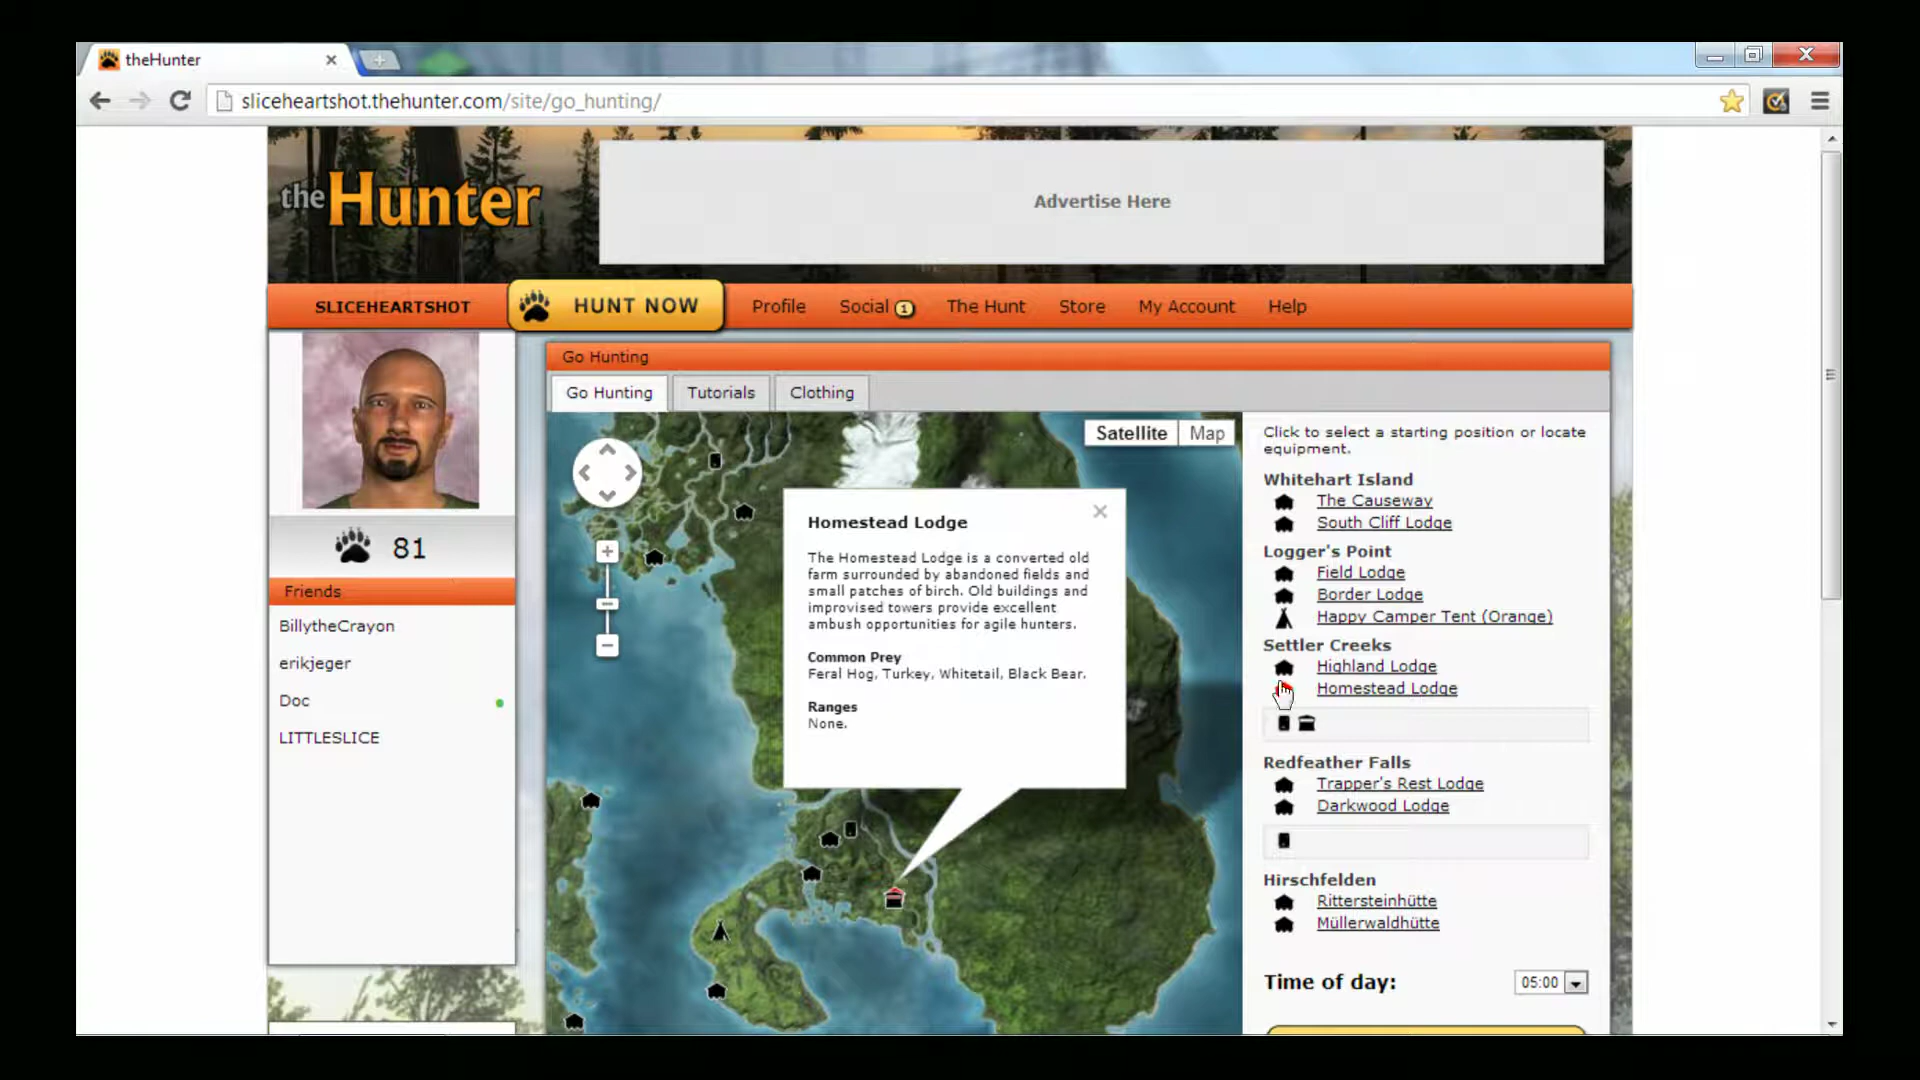 theHunter
sliceheartshot.thehunter.com/site/go_hunting/
theHunter
Advertise Here
SLICEHEARTSHOT
HUNT NOW
Profile
Social 1
The Hunt
Store
My Account
Help
81
Friends
BillytheCrayon
erikjeger
Doc
LITTLESLICE
Go Hunting
Go Hunting
Tutorials
Clothing
Satellite
Map
Homestead Lodge
The Homestead Lodge is a converted old
farm surrounded by abandoned fields and
small patches of birch. Old buildings and
improvised towers provide excellent
ambush opportunities for agile hunters.
Common Prey
Feral Hog, Turkey, Whitetail, Black Bear.
Ranges
None.
Click to select a starting position or locate
equipment.
Whitehart Island
The Causeway
South Cliff Lodge
Logger's Point
Field Lodge
Border Lodge
Happy Camper Tent (Orange)
Settler Creeks
Highland Lodge
Homestead Lodge
Redfeather Falls
Trapper's Rest Lodge
Darkwood Lodge
Hirschfelden
Rittersteinhütte
Müllerwaldhütte
Time of day:
05:00